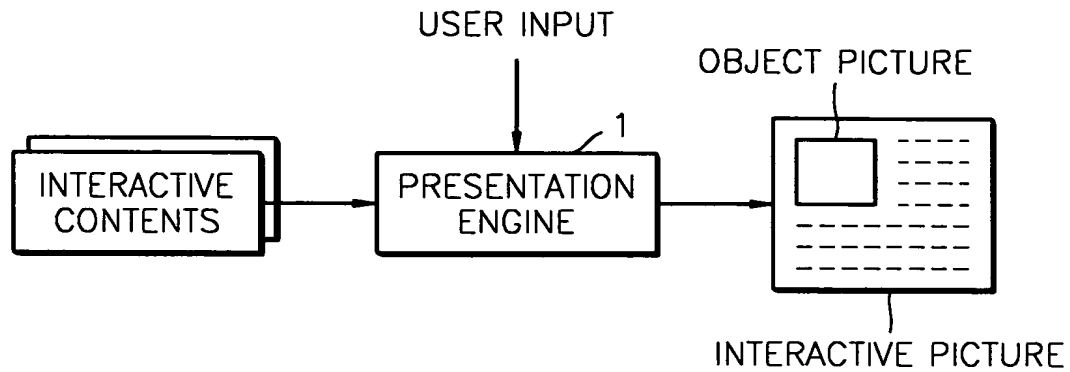 USER INPUT
OBJECT PICTURE
1
INTERACTIVE
CONTENTS
PRESENTATION
ENGINE
INTERACTIVE PICTURE